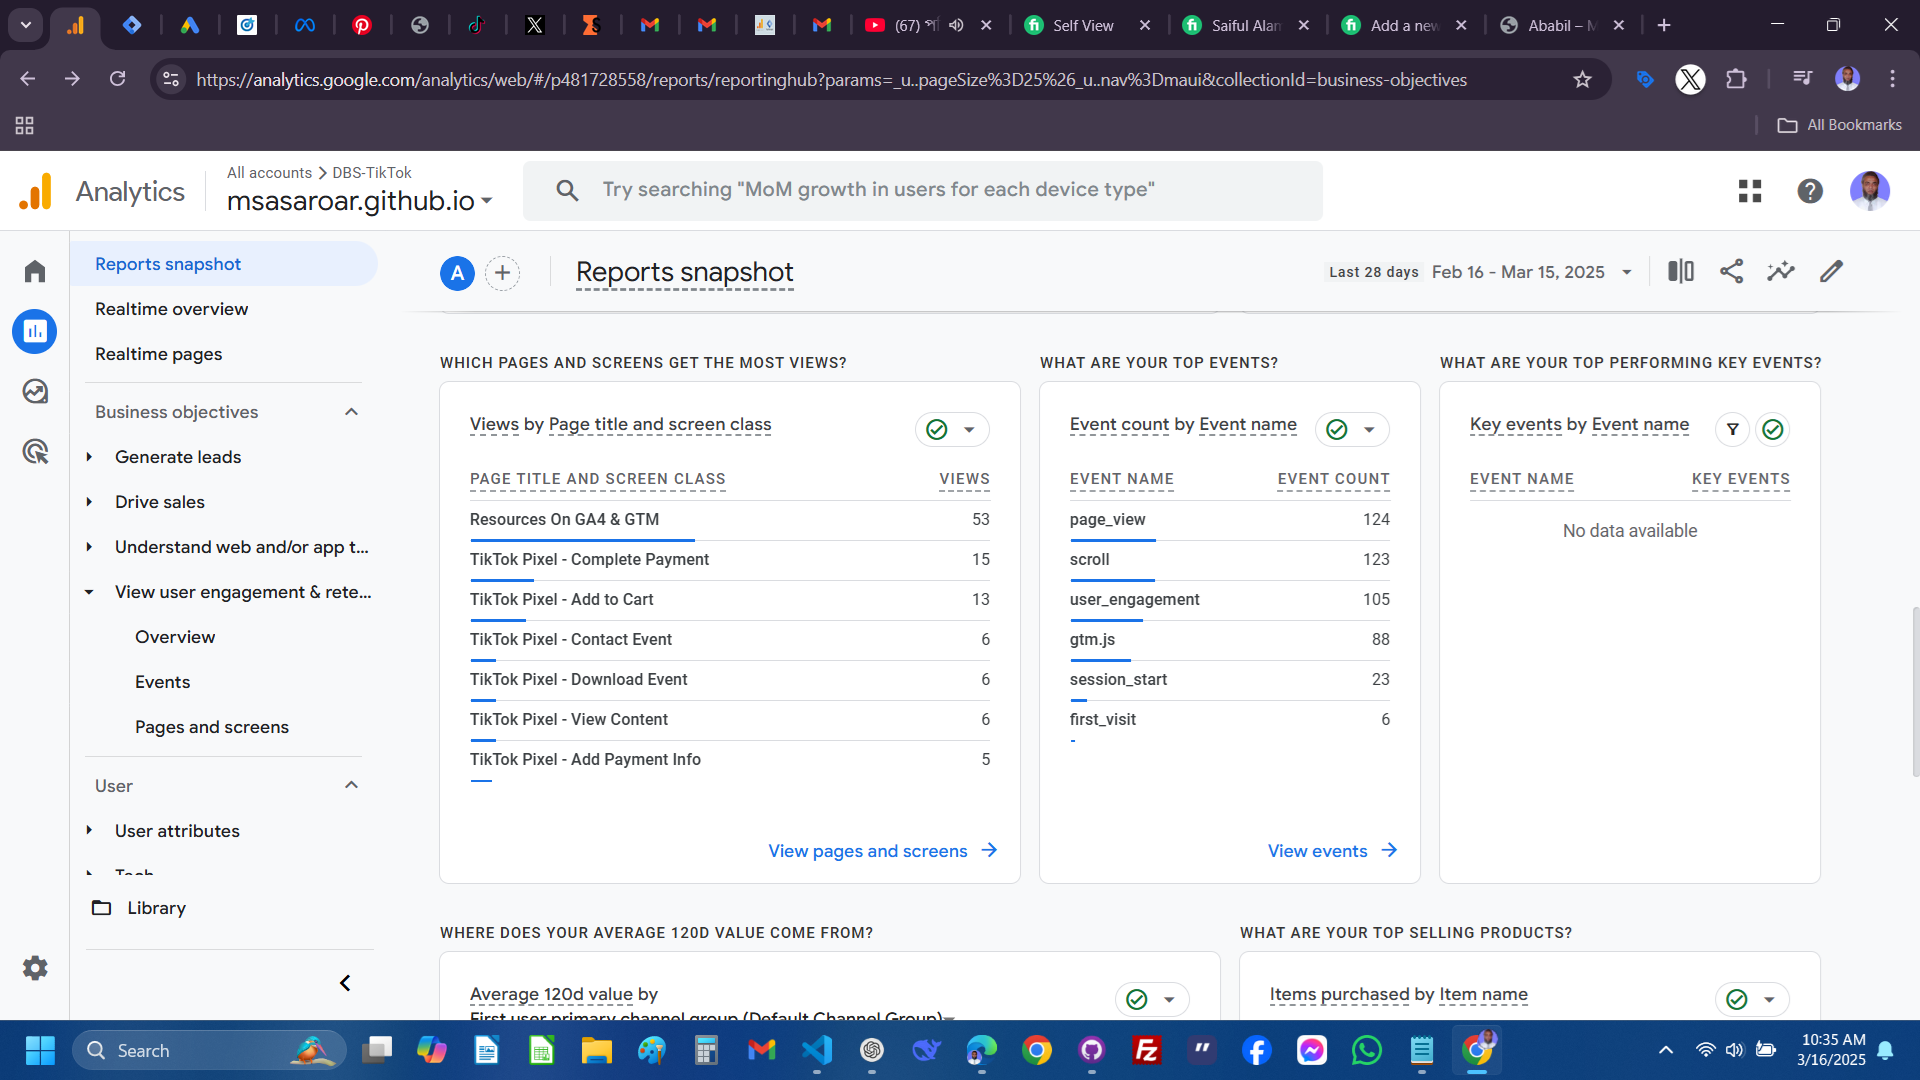 (67)
Self View
Saiful Alam
Add a new
Ababil – M
https://analytics.google.com/analytics/web/#/p481728558/reports/reportinghub?params=_u..pageSize%3D25%26_u..nav%3Dmaui&collectionId=business-objectives
All Bookmarks
Analytics
All accounts > DBS-TikTok
msasaroar.github.io
Try searching "MoM growth in users for each device type"
Reports snapshot
Realtime overview
Realtime pages
Business objectives
Generate leads
Drive sales
Understand web and/or app t...
View user engagement & rete...
Overview
Events
Pages and screens
User
User attributes
Tech
Library
A
Reports snapshot
Last 28 days Feb 16 - Mar 15, 2025
WHICH PAGES AND SCREENS GET THE MOST VIEWS?
Views by Page title and screen class
PAGE TITLE AND SCREEN CLASS VIEWS
Resources On GA4 & GTM 53
TikTok Pixel - Complete Payment 15
TikTok Pixel - Add to Cart 13
TikTok Pixel - Contact Event 6
TikTok Pixel - Download Event 6
TikTok Pixel - View Content 6
TikTok Pixel - Add Payment Info 5
View pages and screens
WHAT ARE YOUR TOP EVENTS?
Event count by Event name
EVENT NAME EVENT COUNT
page_view 124
scroll 123
user_engagement 105
gtm.js 88
session_start 23
first_visit 6
View events
WHAT ARE YOUR TOP PERFORMING KEY EVENTS?
Key events by Event name
EVENT NAME KEY EVENTS
No data available
WHERE DOES YOUR AVERAGE 120D VALUE COME FROM?
Average 120d value by
First user primary channel group (Default Channel Group)
WHAT ARE YOUR TOP SELLING PRODUCTS?
Items purchased by Item name
Search
10:35 AM
3/16/2025